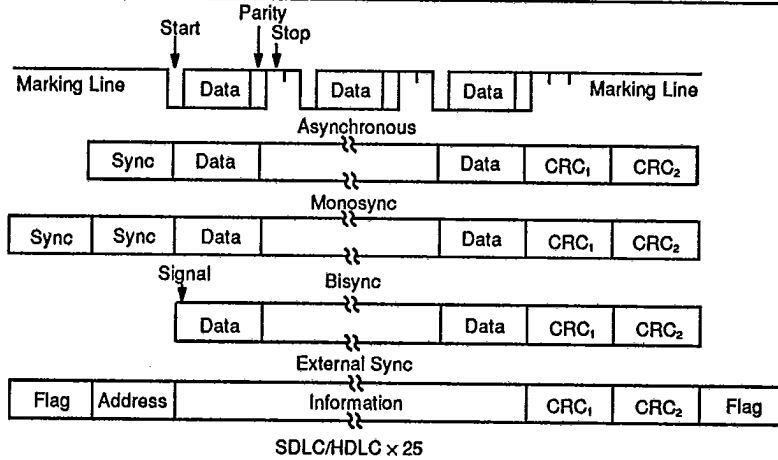 Parity
Start Stop
Marking Line Data Data Data Marking Line
Asynchronous
Sync Data Data CRC₁ CRC₂
Monosync
Sync Sync Data Data CRC₁ CRC₂
Signal Bisync
Data Data CRC₁ CRC₂
External Sync
Flag Address Information CRC₁ CRC₂ Flag
SDLC/HDLC × 25